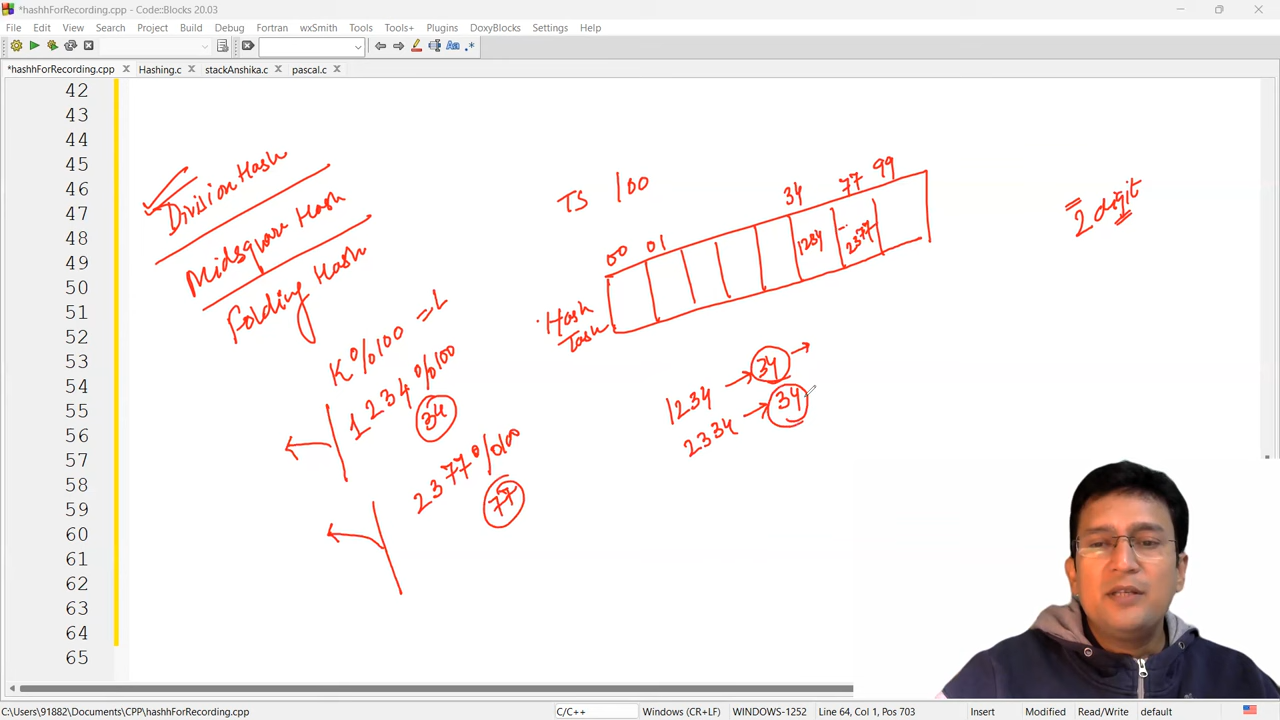 *hashhForRecording.cpp - Code::Blocks 20.03
File Edit View Search Project Build Debug Fortran wxSmith Tools Tools+ Plugins DoxyBlocks Settings Help
Aa .*
*hashhForRecording.cpp × Hashing.c × stackAnshika.c × pascal.c ×
42
43
44
45
46
47
48
49
50
51
52
53
54
55
56
57
58
59
60
61
62
63
64
65
Division Hash
Midsquare Hash
Folding Hash
TS 100
2 digit
00 01 34 77 99
1234 2377
Hash
Tash
K%100 = L
1234%100
34
2377%100
77
1234 → 34 →
2334 → 34
C:\Users\91882\Documents\CPP\hashhForRecording.cpp C/C++ Windows (CR+LF) WINDOWS-1252 Line 64, Col 1, Pos 703 Insert Modified Read/Write default